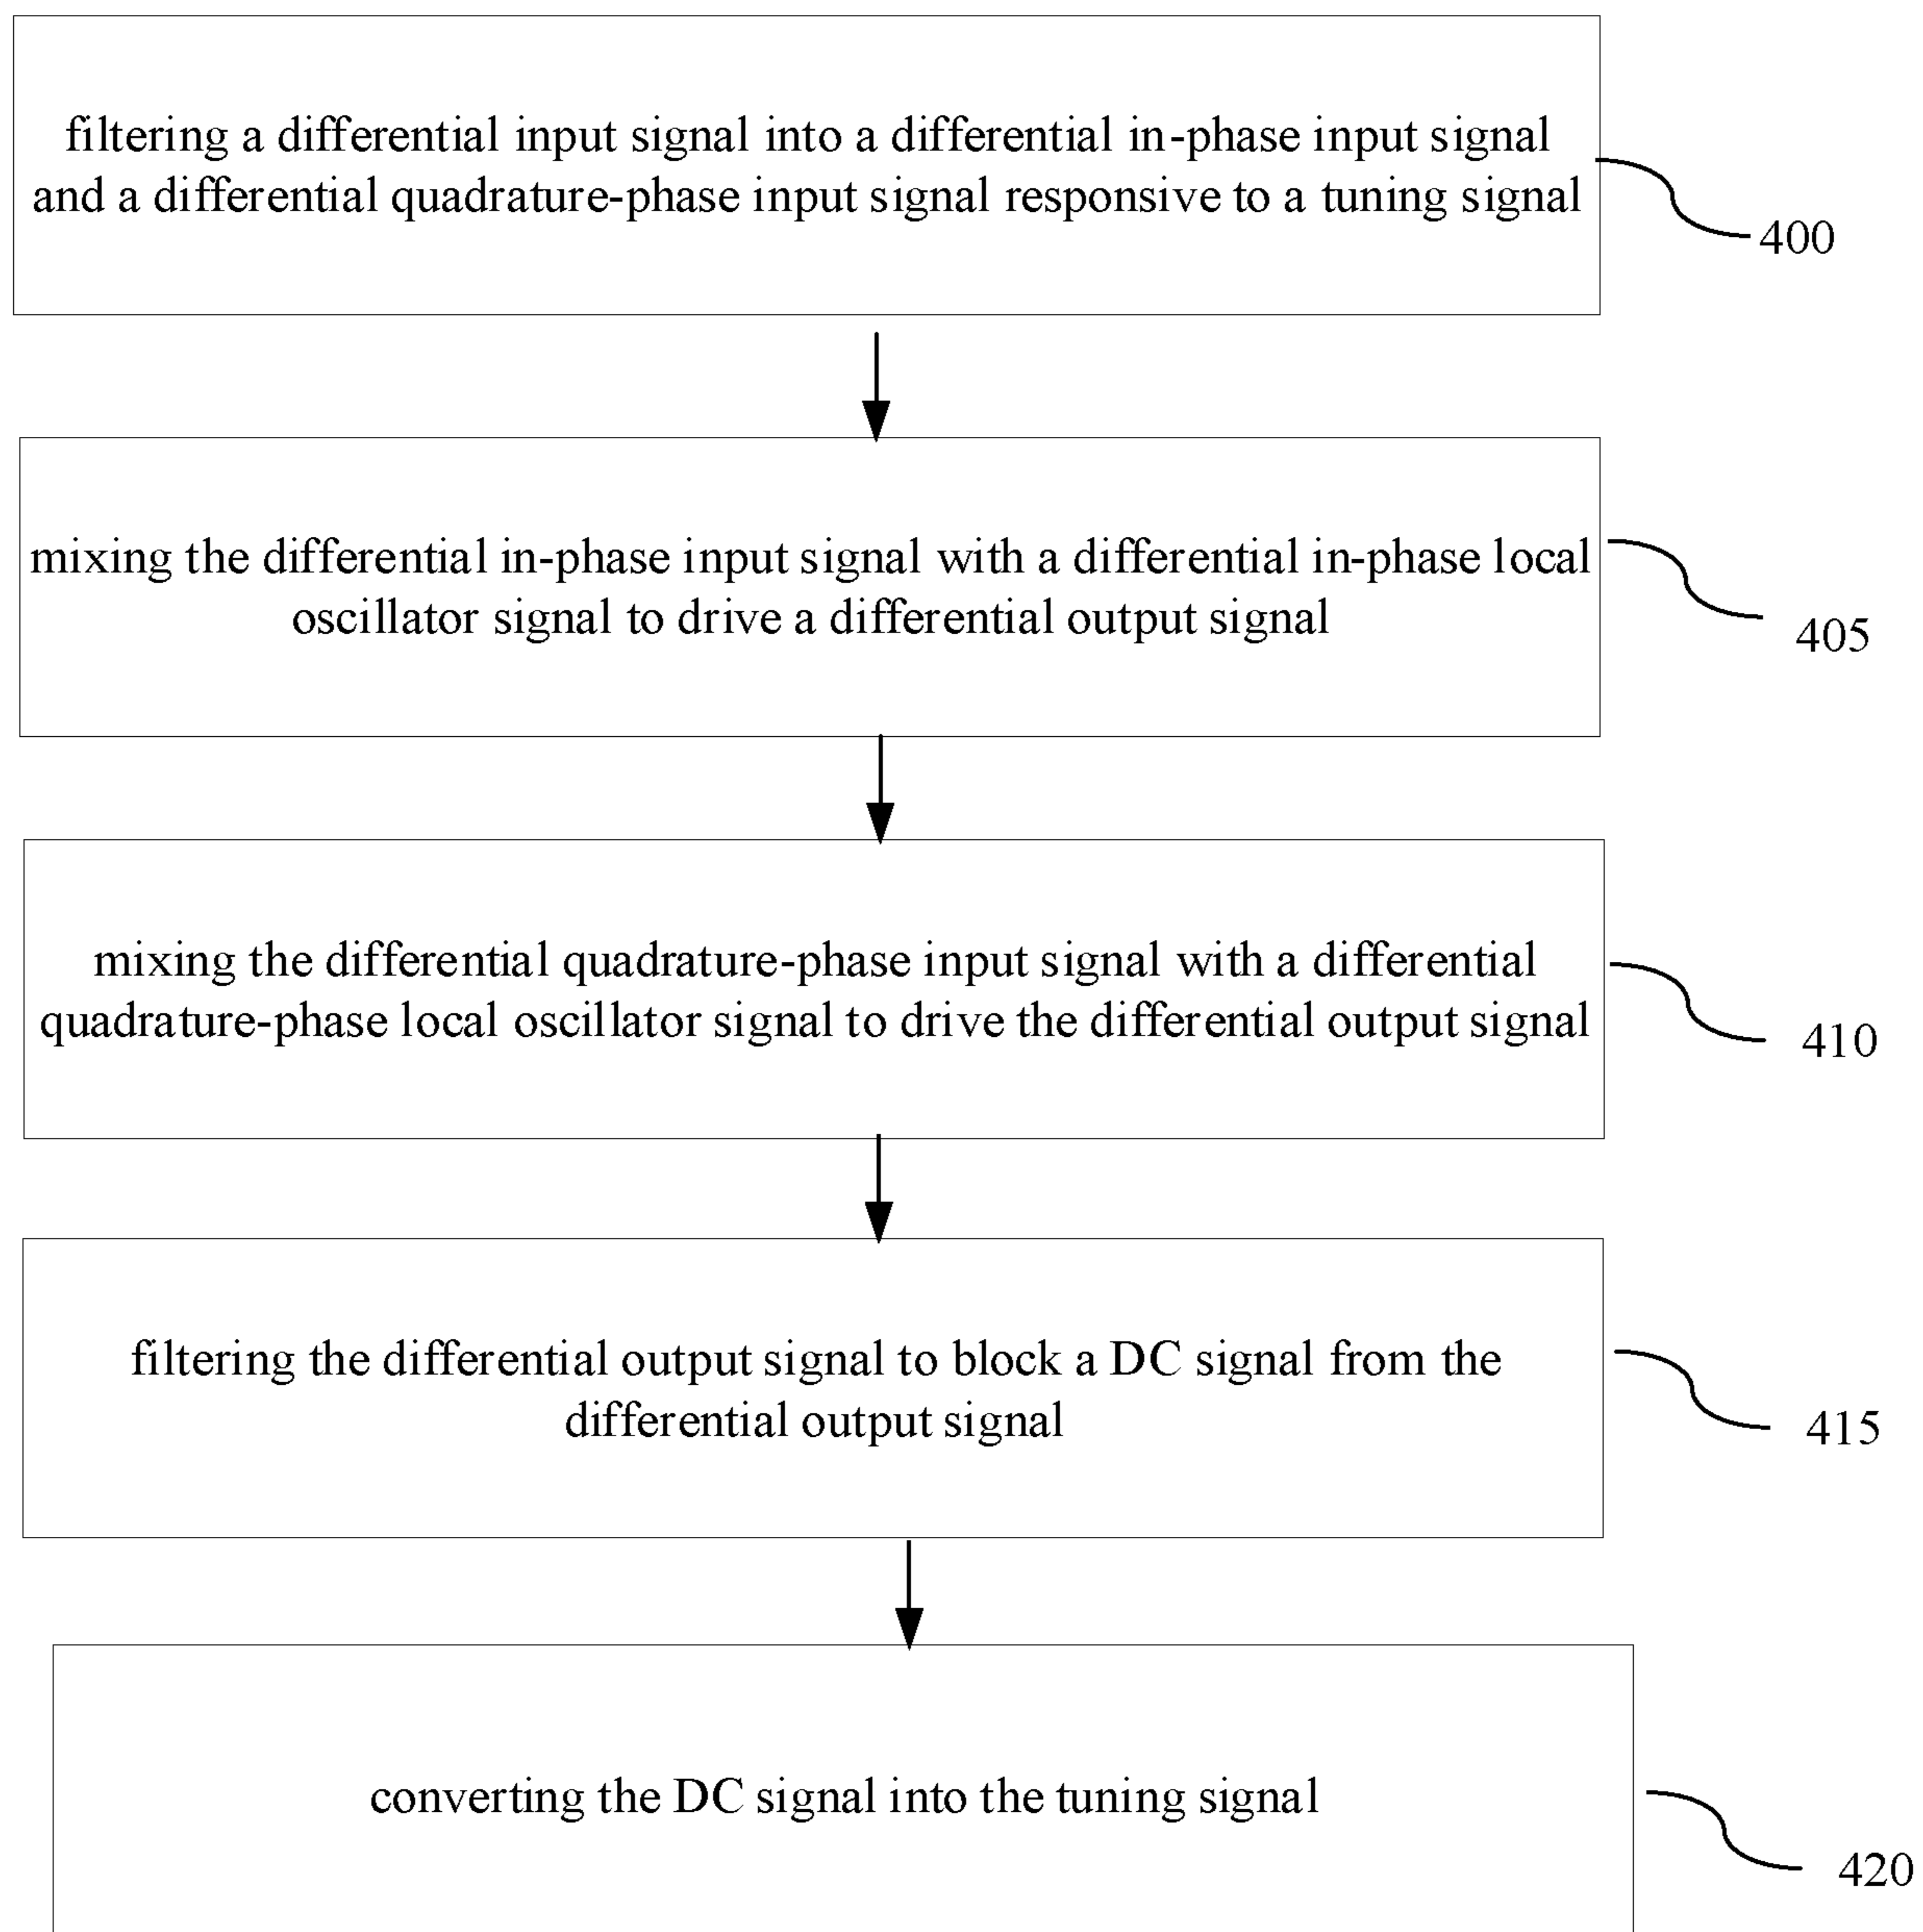 filtering a differential input signal into a differential in-phase input signal
and a differential quadrature-phase input signal responsive to a tuning signal
400
mixing the differential in-phase input signal with a differential in-phase local
oscillator signal to drive a differential output signal
405
mixing the differential quadrature-phase input signal with a differential
quadrature-phase local oscillator signal to drive the differential output signal
410
filtering the differential output signal to block a DC signal from the
differential output signal
415
converting the DC signal into the tuning signal
420